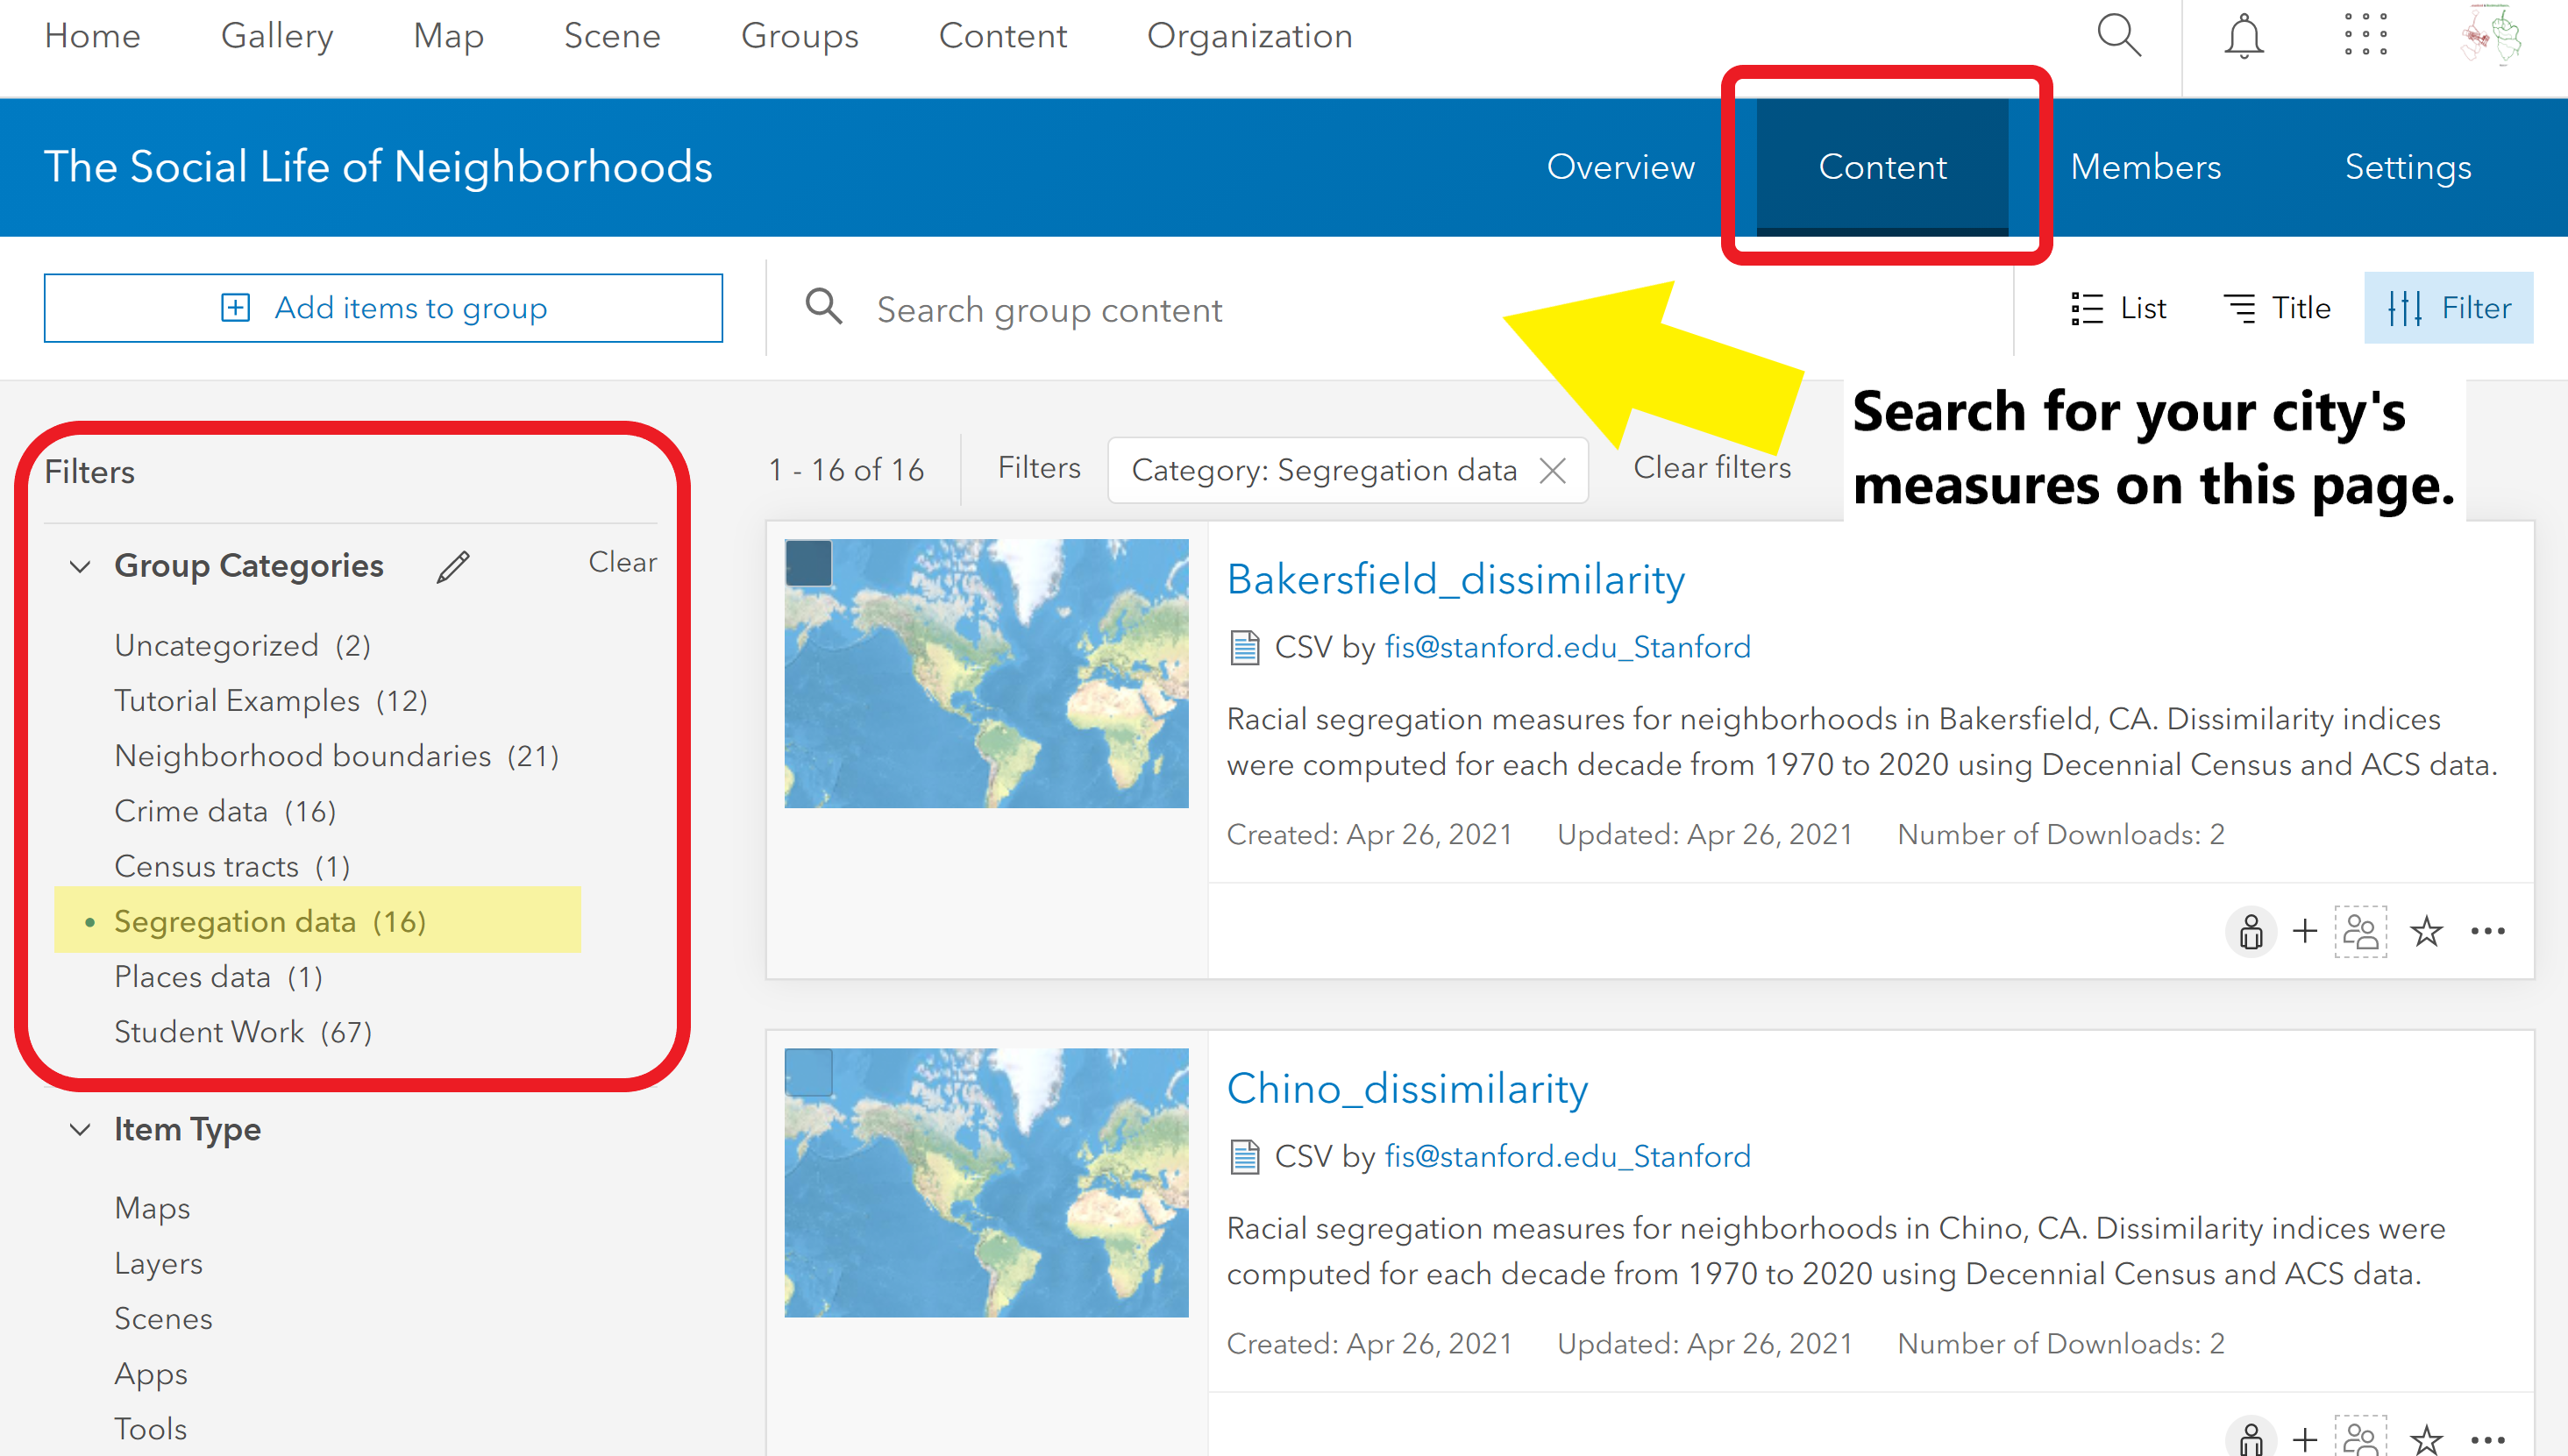 Home Gallery Map Scene Groups Content Organization
The Social Life of Neighborhoods Overview Content Members Settings
Add items to group Search group content List Title Filter
Search for your city's
measures on this page.
Filters
1 - 16 of 16 Filters Category: Segregation data Clear filters
Group Categories Clear
Uncategorized (2)
Tutorial Examples (12)
Neighborhood boundaries (21)
Crime data (16)
Census tracts (1)
Segregation data (16)
Places data (1)
Student Work (67)
Item Type
Maps
Layers
Scenes
Apps
Tools
Bakersfield_dissimilarity
CSV by fis@stanford.edu_Stanford
Racial segregation measures for neighborhoods in Bakersfield, CA. Dissimilarity indices
were computed for each decade from 1970 to 2020 using Decennial Census and ACS data.
Created: Apr 26, 2021 Updated: Apr 26, 2021 Number of Downloads: 2
Chino_dissimilarity
CSV by fis@stanford.edu_Stanford
Racial segregation measures for neighborhoods in Chino, CA. Dissimilarity indices were
computed for each decade from 1970 to 2020 using Decennial Census and ACS data.
Created: Apr 26, 2021 Updated: Apr 26, 2021 Number of Downloads: 2